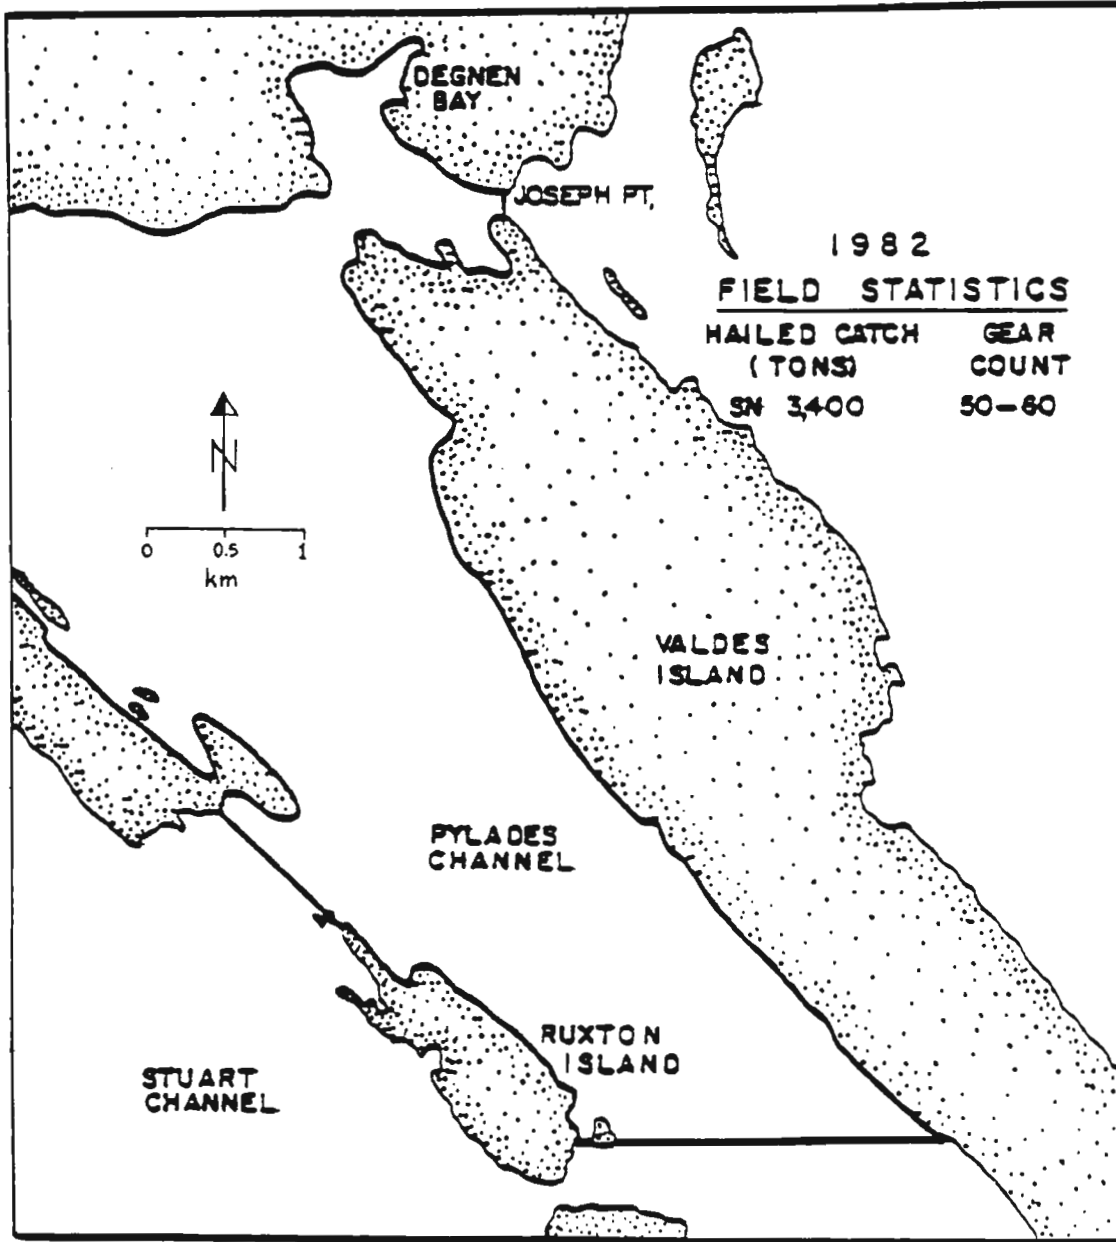 DEGNEN
BAY
JOSEPH PT.
1982
FIELD STATISTICS
HAILED CATCH GEAR
(TONS) COUNT
SN 3,400 50-60
N
0 0.5 1
km
VALDES
ISLAND
PYLADES
CHANNEL
RUXTON
ISLAND
STUART
CHANNEL